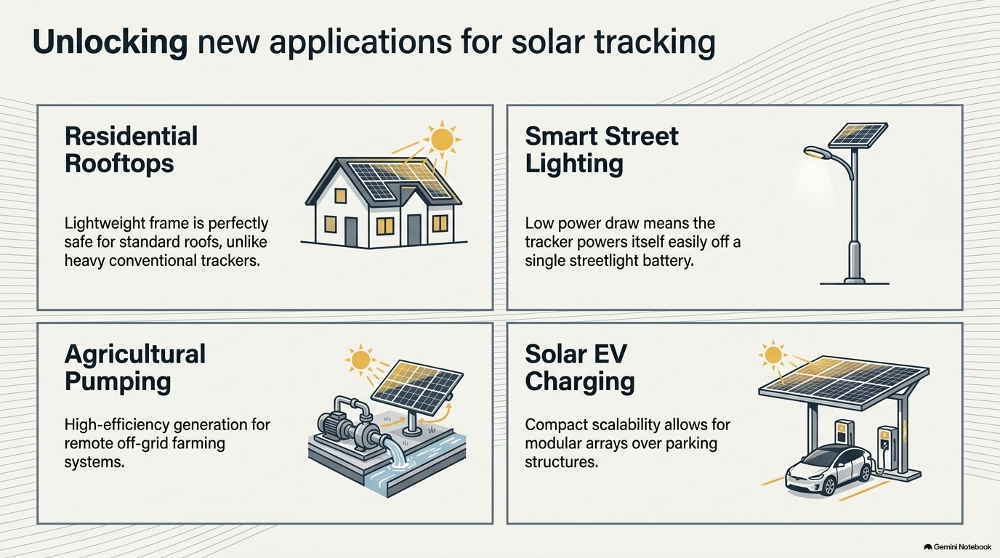 Unlocking new applications for solar tracking
Residential
Rooftops
Lightweight frame is perfectly
safe for standard roofs, unlike
heavy conventional trackers.
Smart Street
Lighting
Low power draw means the
tracker powers itself easily off a
single streetlight battery.
Agricultural
Pumping
High-efficiency generation for
remote off-grid farming
systems.
Solar EV
Charging
Compact scalability allows for
modular arrays over parking
structures.
Gemini Notebook